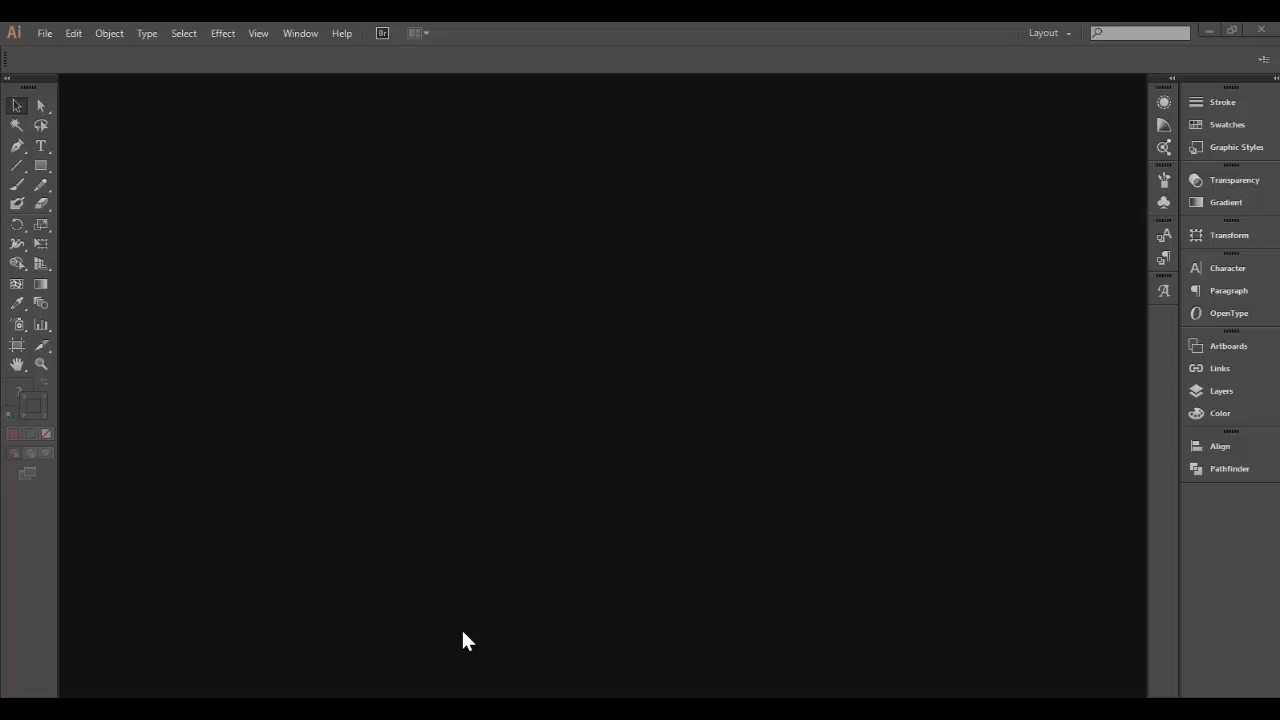 Ai File Edit Object Type Select Effect View Window Help Br Layout
Stroke
Swatches
Graphic Styles
Transparency
Gradient
Transform
Character
Paragraph
OpenType
Artboards
Links
Layers
Color
Align
Pathfinder